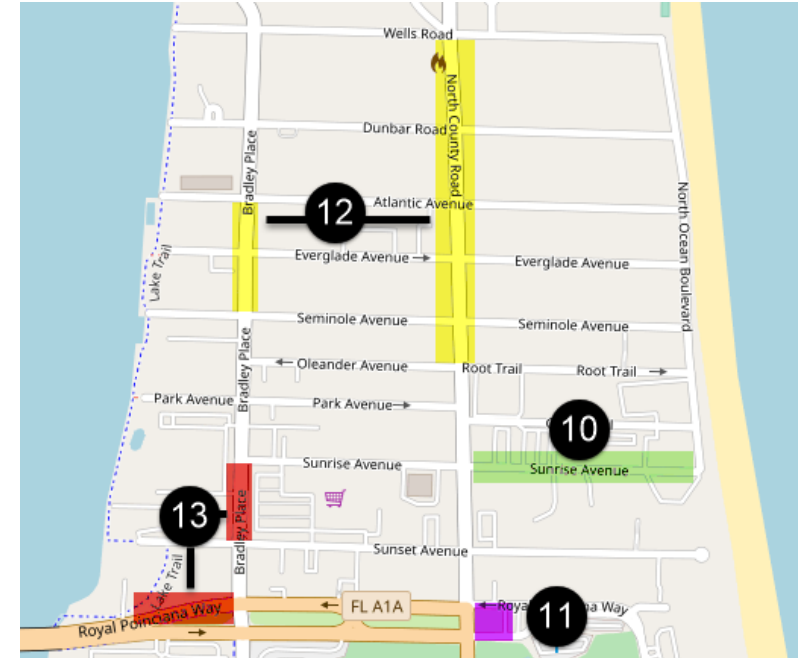 Wells Road
North County Road
Dunbar Road
Bradley Place
Atlantic Avenue
12
North Ocean Boulevard
Lake Trail
Everglade Avenue
Everglade Avenue
Seminole Avenue
Seminole Avenue
Bradley Place
Oleander Avenue
Root Trail
Root Trail
Park Avenue
Park Avenue
10
Sunrise Avenue
Sunrise Avenue
13
Bradley Place
Sunset Avenue
Lake Trail
FL A1A
Royal Poinciana Way
11
Royal Poinciana Way